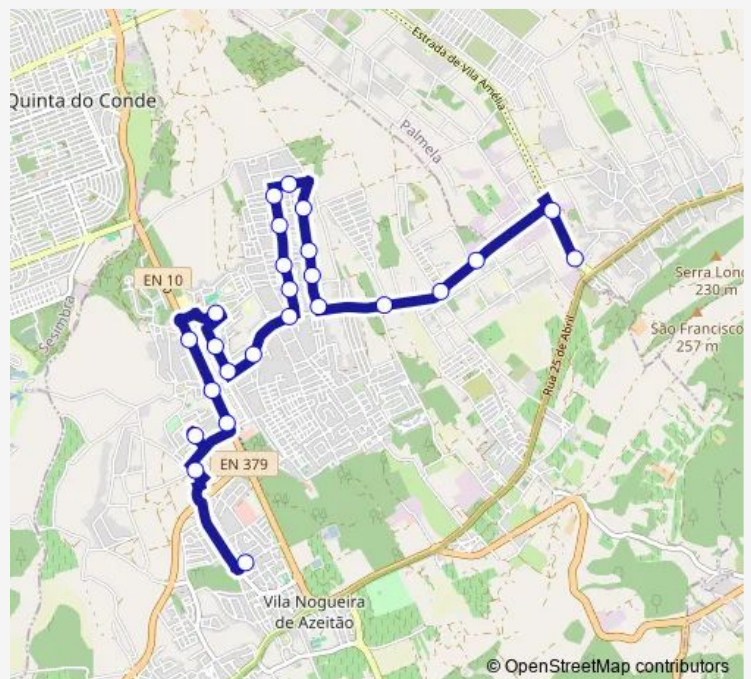 Estrada de Vila Amélia
Quinta do Conde
Palmela
EN 10
Serra Lon
230 m
São Francisco
257 m
Sesimbra
Rua 25 de Abril
EN 379
Vila Nogueira
de Azeitão
© OpenStreetMap contributors